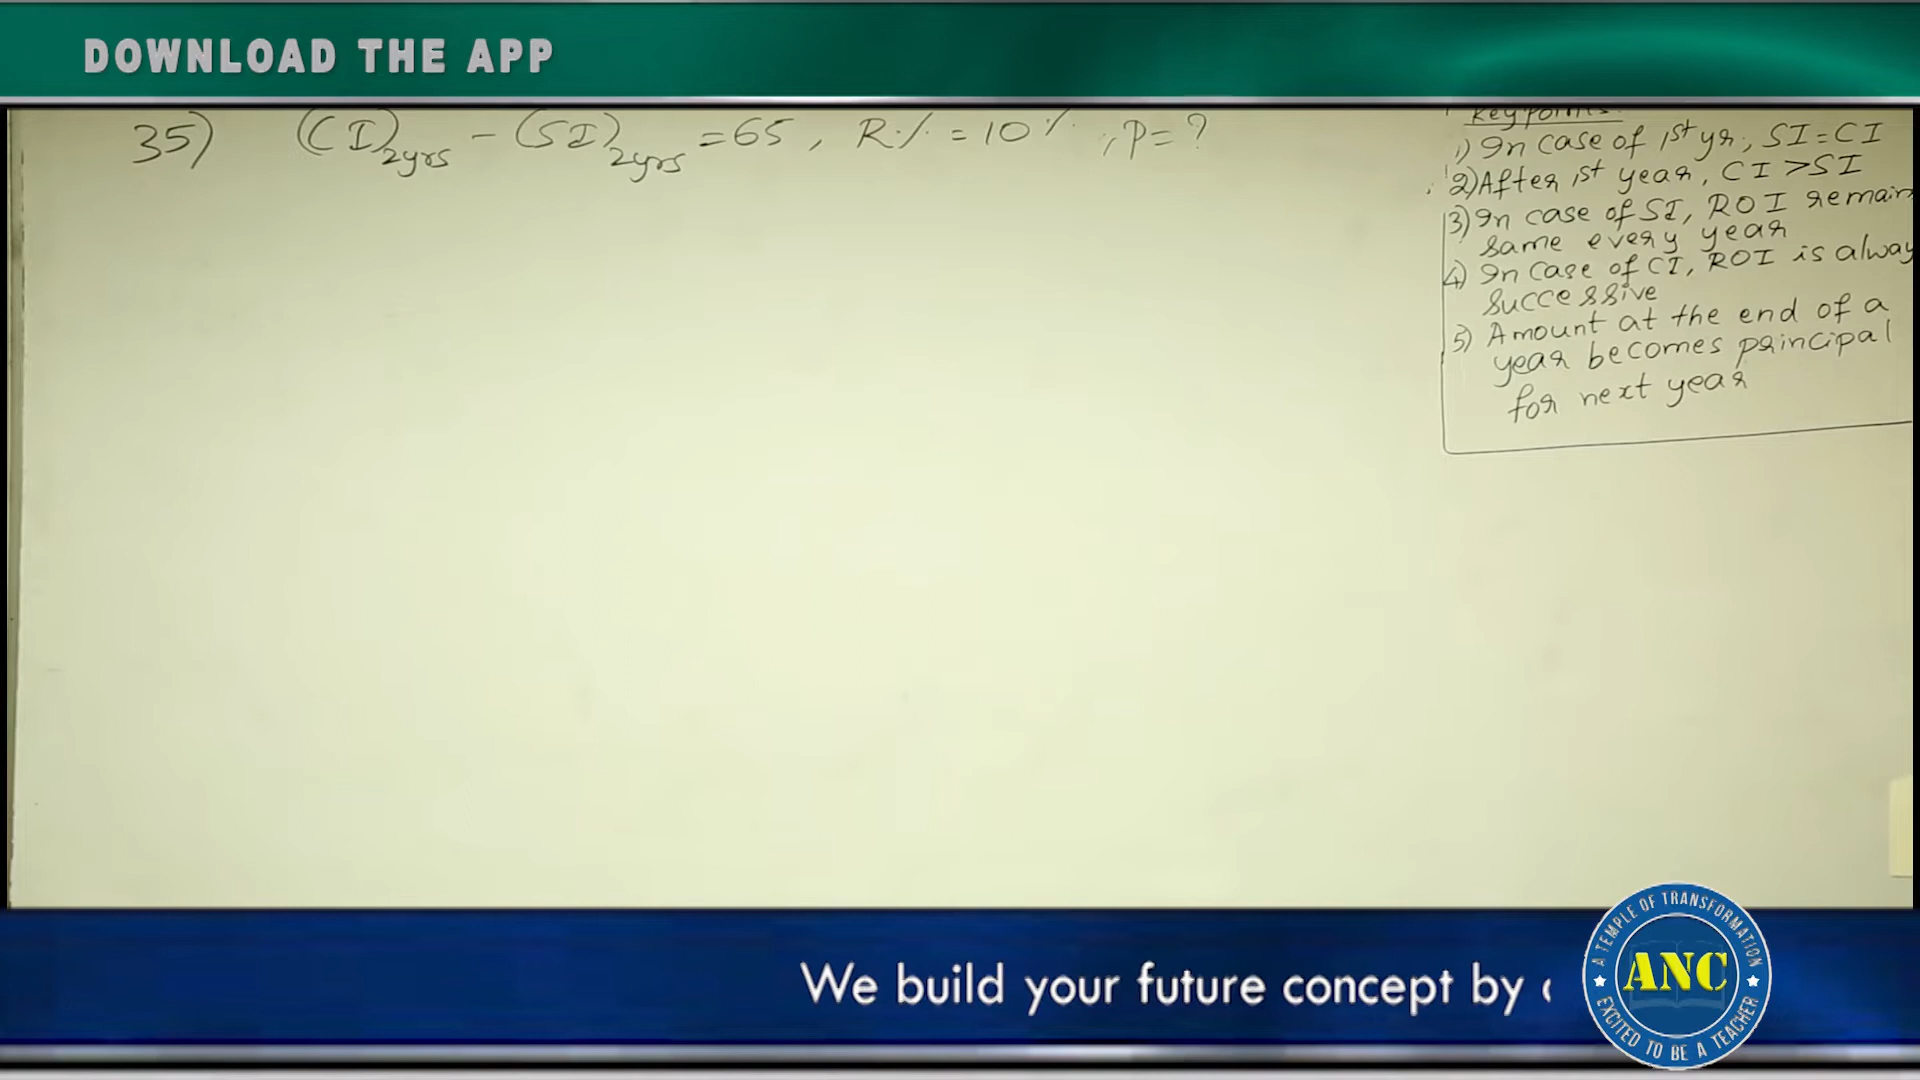 DOWNLOAD THE APP
35) (CI)2yrs - (SI)2yrs = 65, R% = 10%, P = ?
Key points
1) In case of 1st yr, SI = CI
2) After 1st year, CI > SI
3) In case of SI, ROI remain
same every year
4) In case of CI, ROI is alway
successive
5) Amount at the end of a
year becomes principal
for next year
We build your future concept by
A TEMPLE OF TRANSFORMATION
ANC
EXCITED TO BE A TEACHER